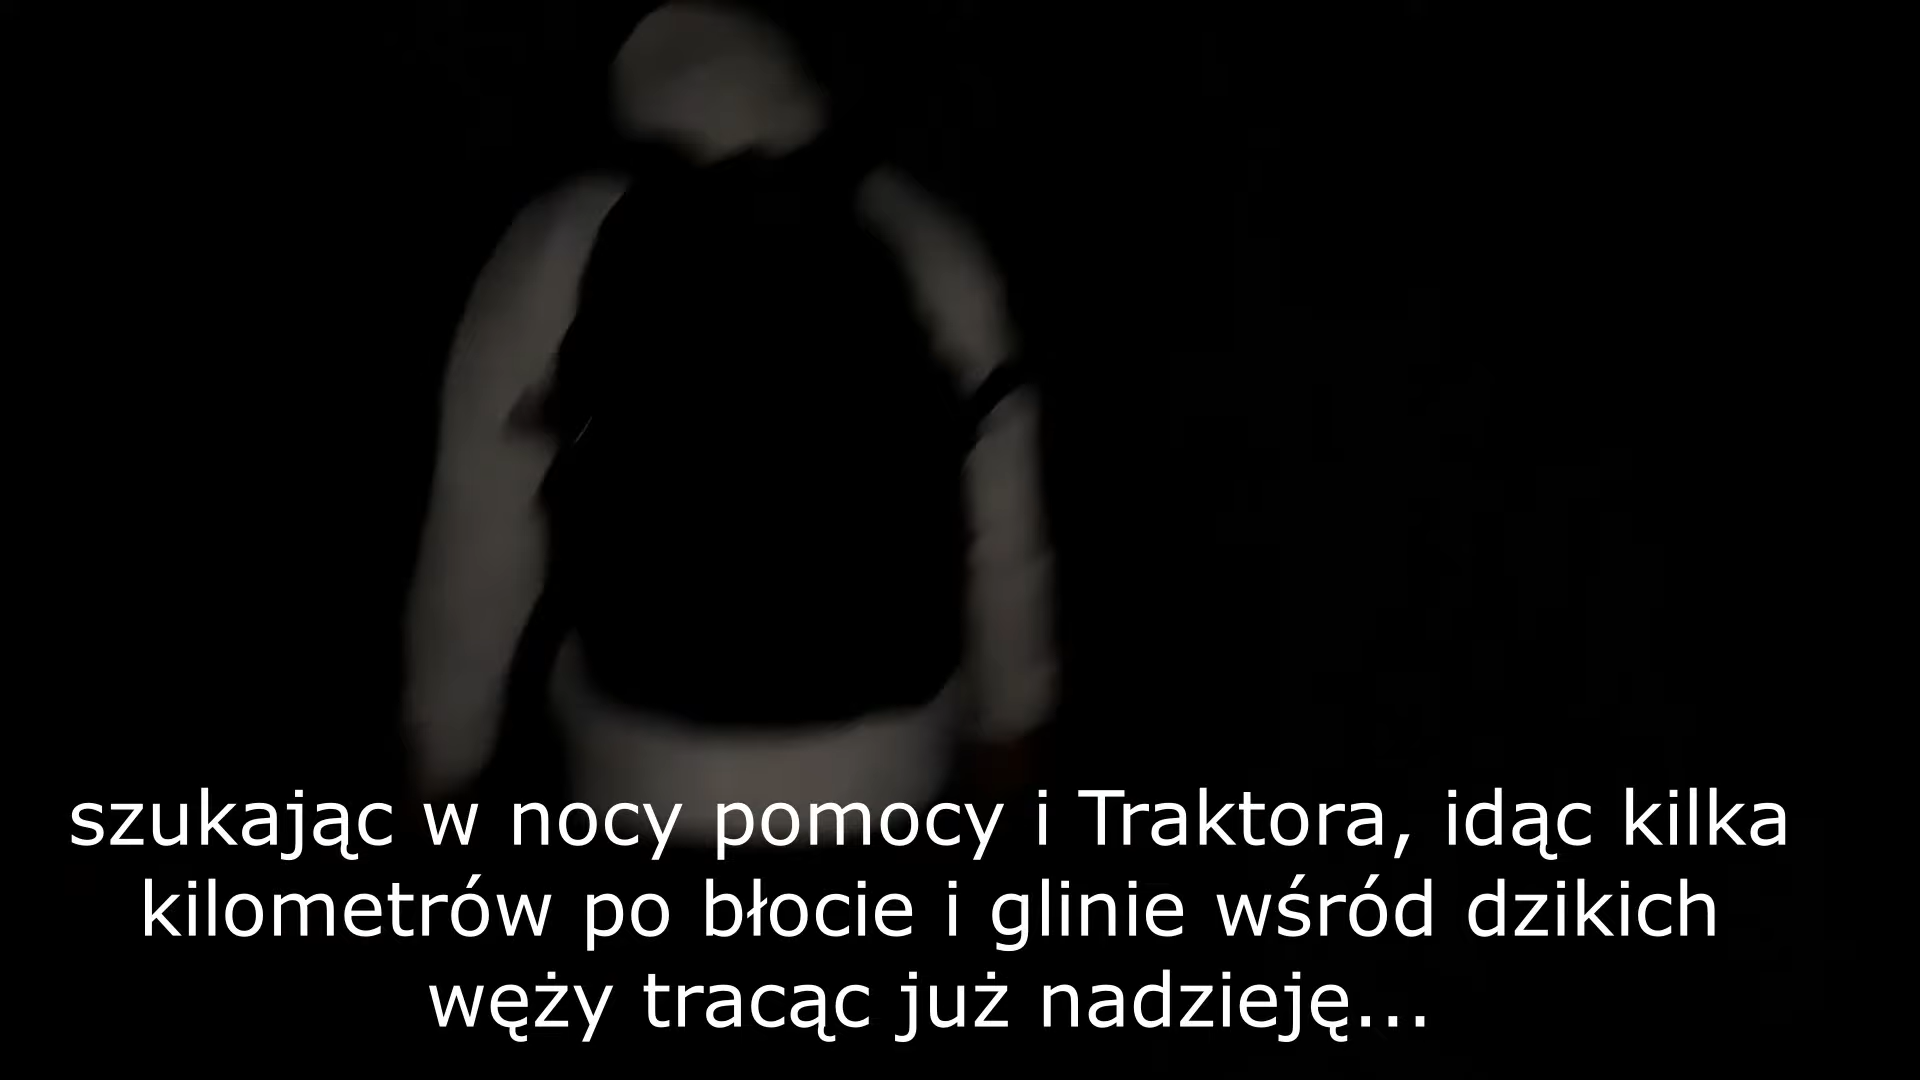 szukając w nocy pomocy i Traktora, idąc kilka
kilometrów po błocie i glinie wśród dzikich
węży tracąc już nadzieję...